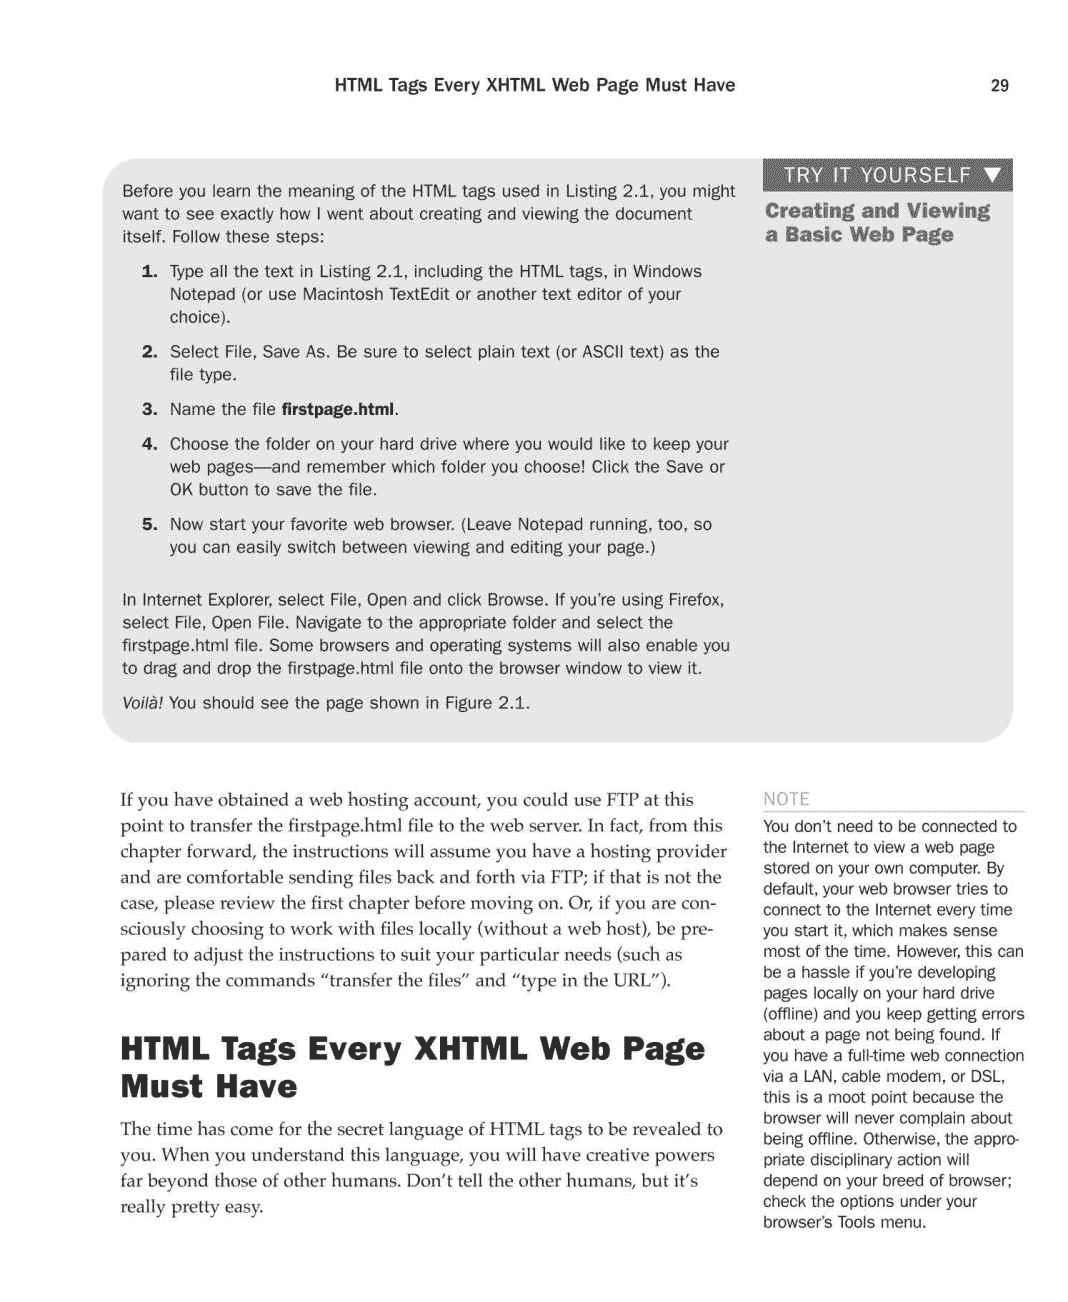 HTML Tags Every XHTML Web Page Must Have 29
TRY IT YOURSELF ▼
Creating and Viewing
a Basic Web Page
Before you learn the meaning of the HTML tags used in Listing 2.1, you might
want to see exactly how I went about creating and viewing the document
itself. Follow these steps:
1. Type all the text in Listing 2.1, including the HTML tags, in Windows
Notepad (or use Macintosh TextEdit or another text editor of your
choice).
2. Select File, Save As. Be sure to select plain text (or ASCII text) as the
file type.
3. Name the file firstpage.html.
4. Choose the folder on your hard drive where you would like to keep your
web pages—and remember which folder you choose! Click the Save or
OK button to save the file.
5. Now start your favorite web browser. (Leave Notepad running, too, so
you can easily switch between viewing and editing your page.)
In Internet Explorer, select File, Open and click Browse. If you're using Firefox,
select File, Open File. Navigate to the appropriate folder and select the
firstpage.html file. Some browsers and operating systems will also enable you
to drag and drop the firstpage.html file onto the browser window to view it.
Voilà! You should see the page shown in Figure 2.1.
If you have obtained a web hosting account, you could use FTP at this
point to transfer the firstpage.html file to the web server. In fact, from this
chapter forward, the instructions will assume you have a hosting provider
and are comfortable sending files back and forth via FTP; if that is not the
case, please review the first chapter before moving on. Or, if you are con-
sciously choosing to work with files locally (without a web host), be pre-
pared to adjust the instructions to suit your particular needs (such as
ignoring the commands “transfer the files” and “type in the URL”).
HTML Tags Every XHTML Web Page
Must Have
The time has come for the secret language of HTML tags to be revealed to
you. When you understand this language, you will have creative powers
far beyond those of other humans. Don't tell the other humans, but it's
really pretty easy.
NOTE
You don't need to be connected to
the Internet to view a web page
stored on your own computer. By
default, your web browser tries to
connect to the Internet every time
you start it, which makes sense
most of the time. However, this can
be a hassle if you're developing
pages locally on your hard drive
(offline) and you keep getting errors
about a page not being found. If
you have a full-time web connection
via a LAN, cable modem, or DSL,
this is a moot point because the
browser will never complain about
being offline. Otherwise, the appro-
priate disciplinary action will
depend on your breed of browser;
check the options under your
browser's Tools menu.